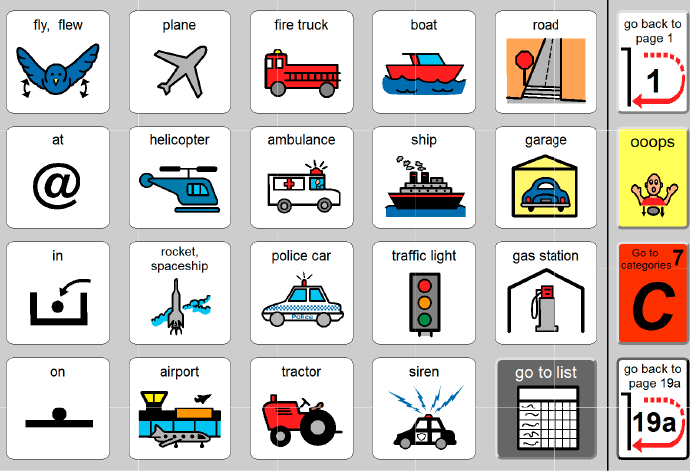 fly, flew
plane
fire truck
boat
road
go back to
page 1
1
at
@
helicopter
ambulance
ship
garage
ooops
in
rocket,
spaceship
police car
Police
traffic light
gas station
Go to
categories 7
C
on
airport
tractor
siren
go to list
go back to
page 19a
19a